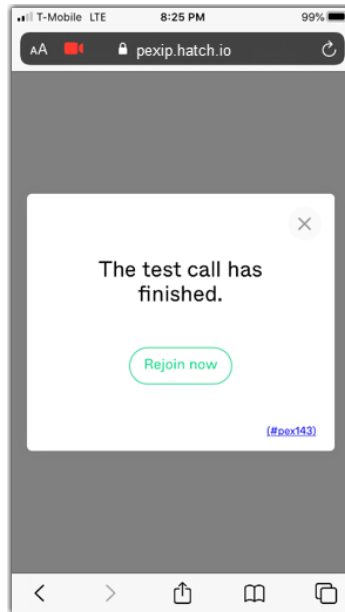 T-Mobile LTE 8:25 PM 99%
AA pexip.hatch.io
The test call has
finished.
Rejoin now
(#pex143)